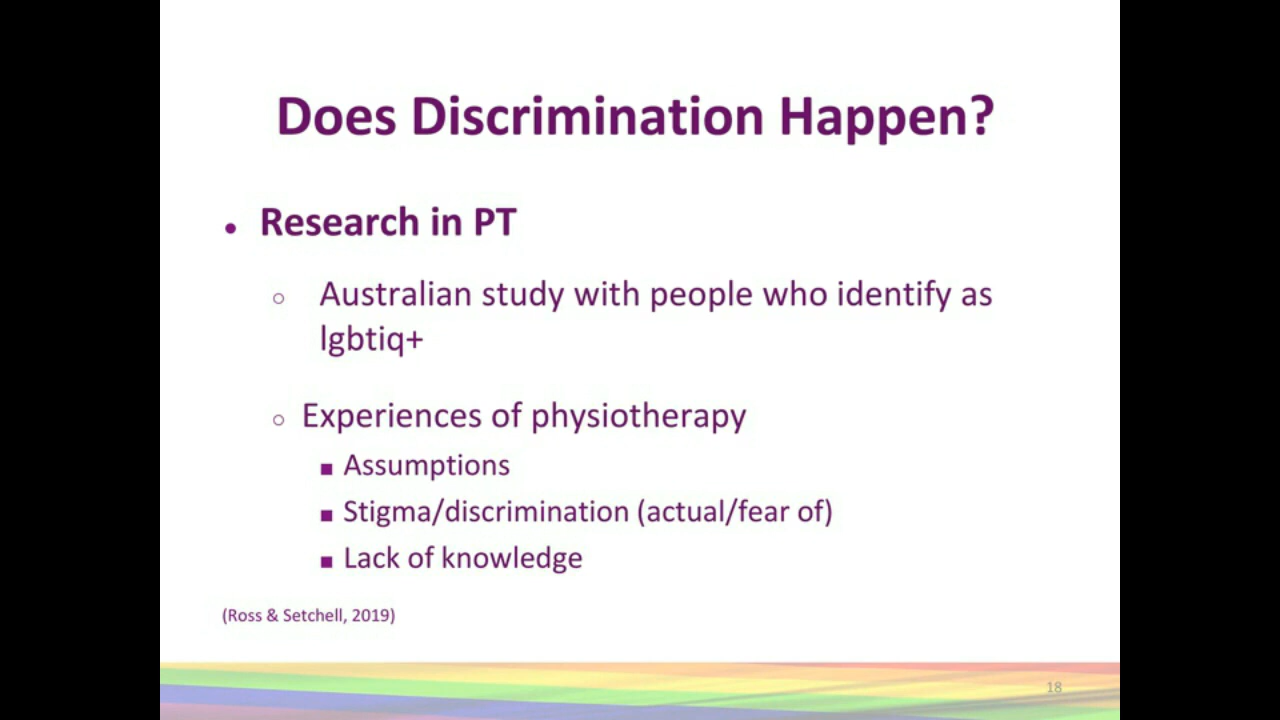 Does Discrimination Happen?
• Research in PT
○ Australian study with people who identify as
lgbtiq+
○ Experiences of physiotherapy
■ Assumptions
■ Stigma/discrimination (actual/fear of)
■ Lack of knowledge
(Ross & Setchell, 2019)
18